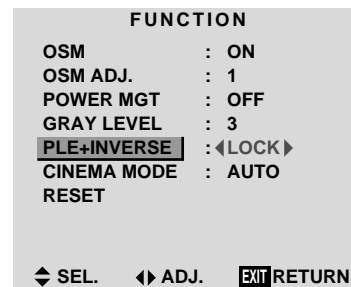 FUNCTION
OSM : ON
OSM ADJ. : 1
POWER MGT : OFF
GRAY LEVEL : 3
PLE+INVERSE : ◀LOCK▶
CINEMA MODE : AUTO
RESET
SEL. ADJ. EXIT RETURN